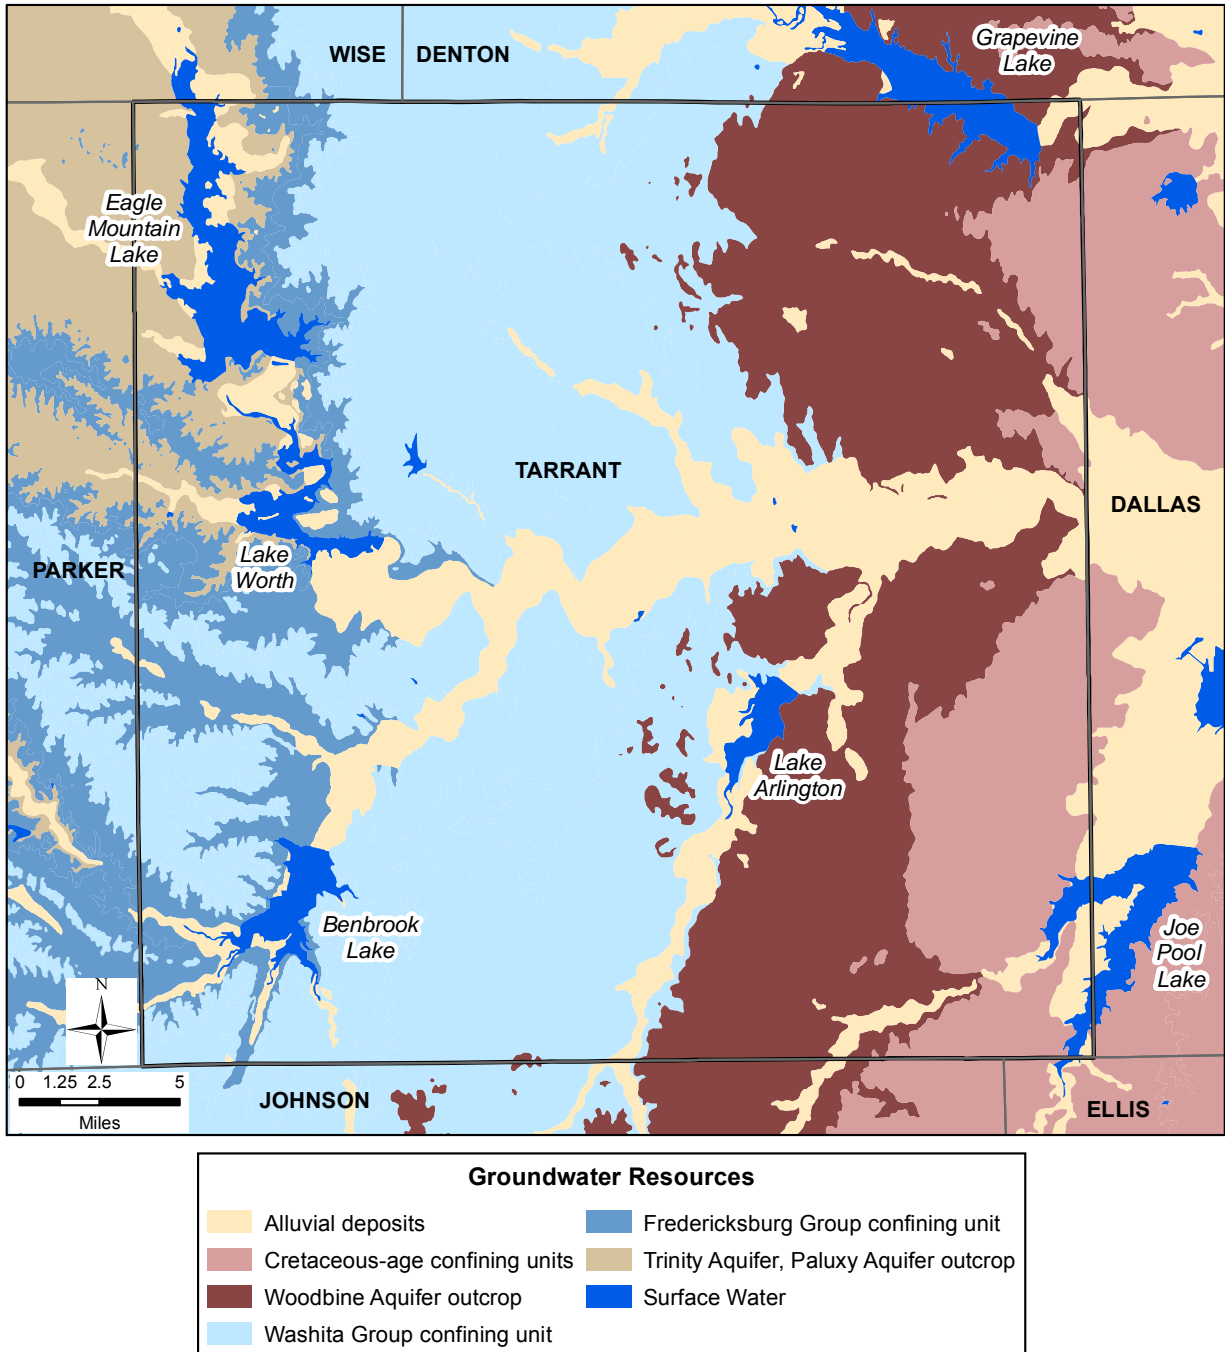 WISE
DENTON
Grapevine
Lake
Eagle
Mountain
Lake
TARRANT
DALLAS
Lake
Worth
PARKER
Lake
Arlington
Benbrook
Lake
Joe
Pool
Lake
N
0 1.25 2.5 5
Miles
JOHNSON
ELLIS
Groundwater Resources
Alluvial deposits
Cretaceous-age confining units
Woodbine Aquifer outcrop
Washita Group confining unit
Fredericksburg Group confining unit
Trinity Aquifer, Paluxy Aquifer outcrop
Surface Water